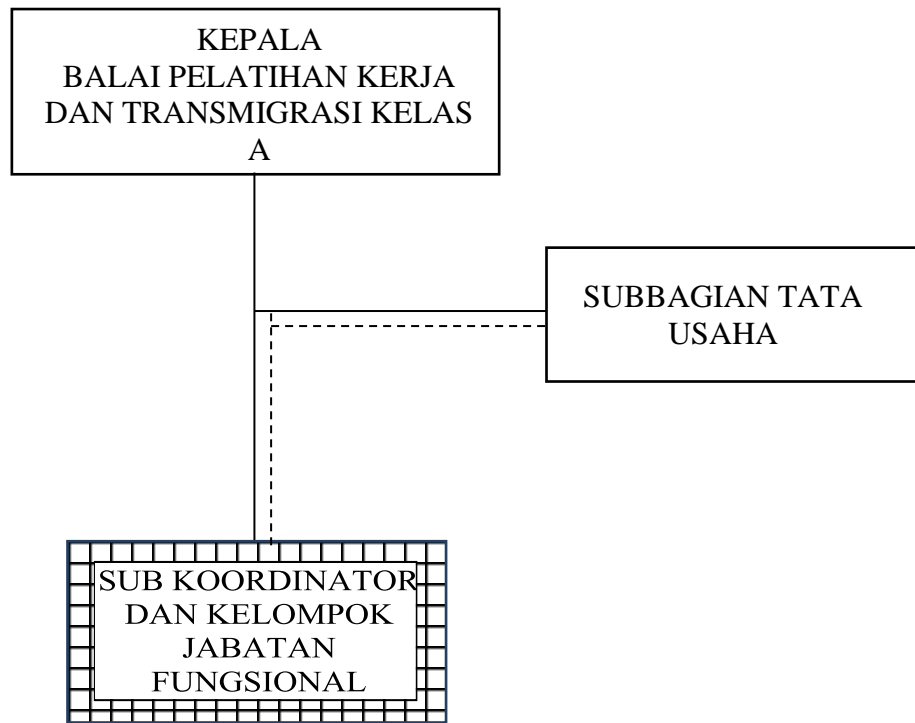 KEPALA
BALAI PELATIHAN KERJA
DAN TRANSMIGRASI KELAS
A
SUBBAGIAN TATA
USAHA
SUB KOORDINATOR
DAN KELOMPOK
JABATAN
FUNGSIONAL